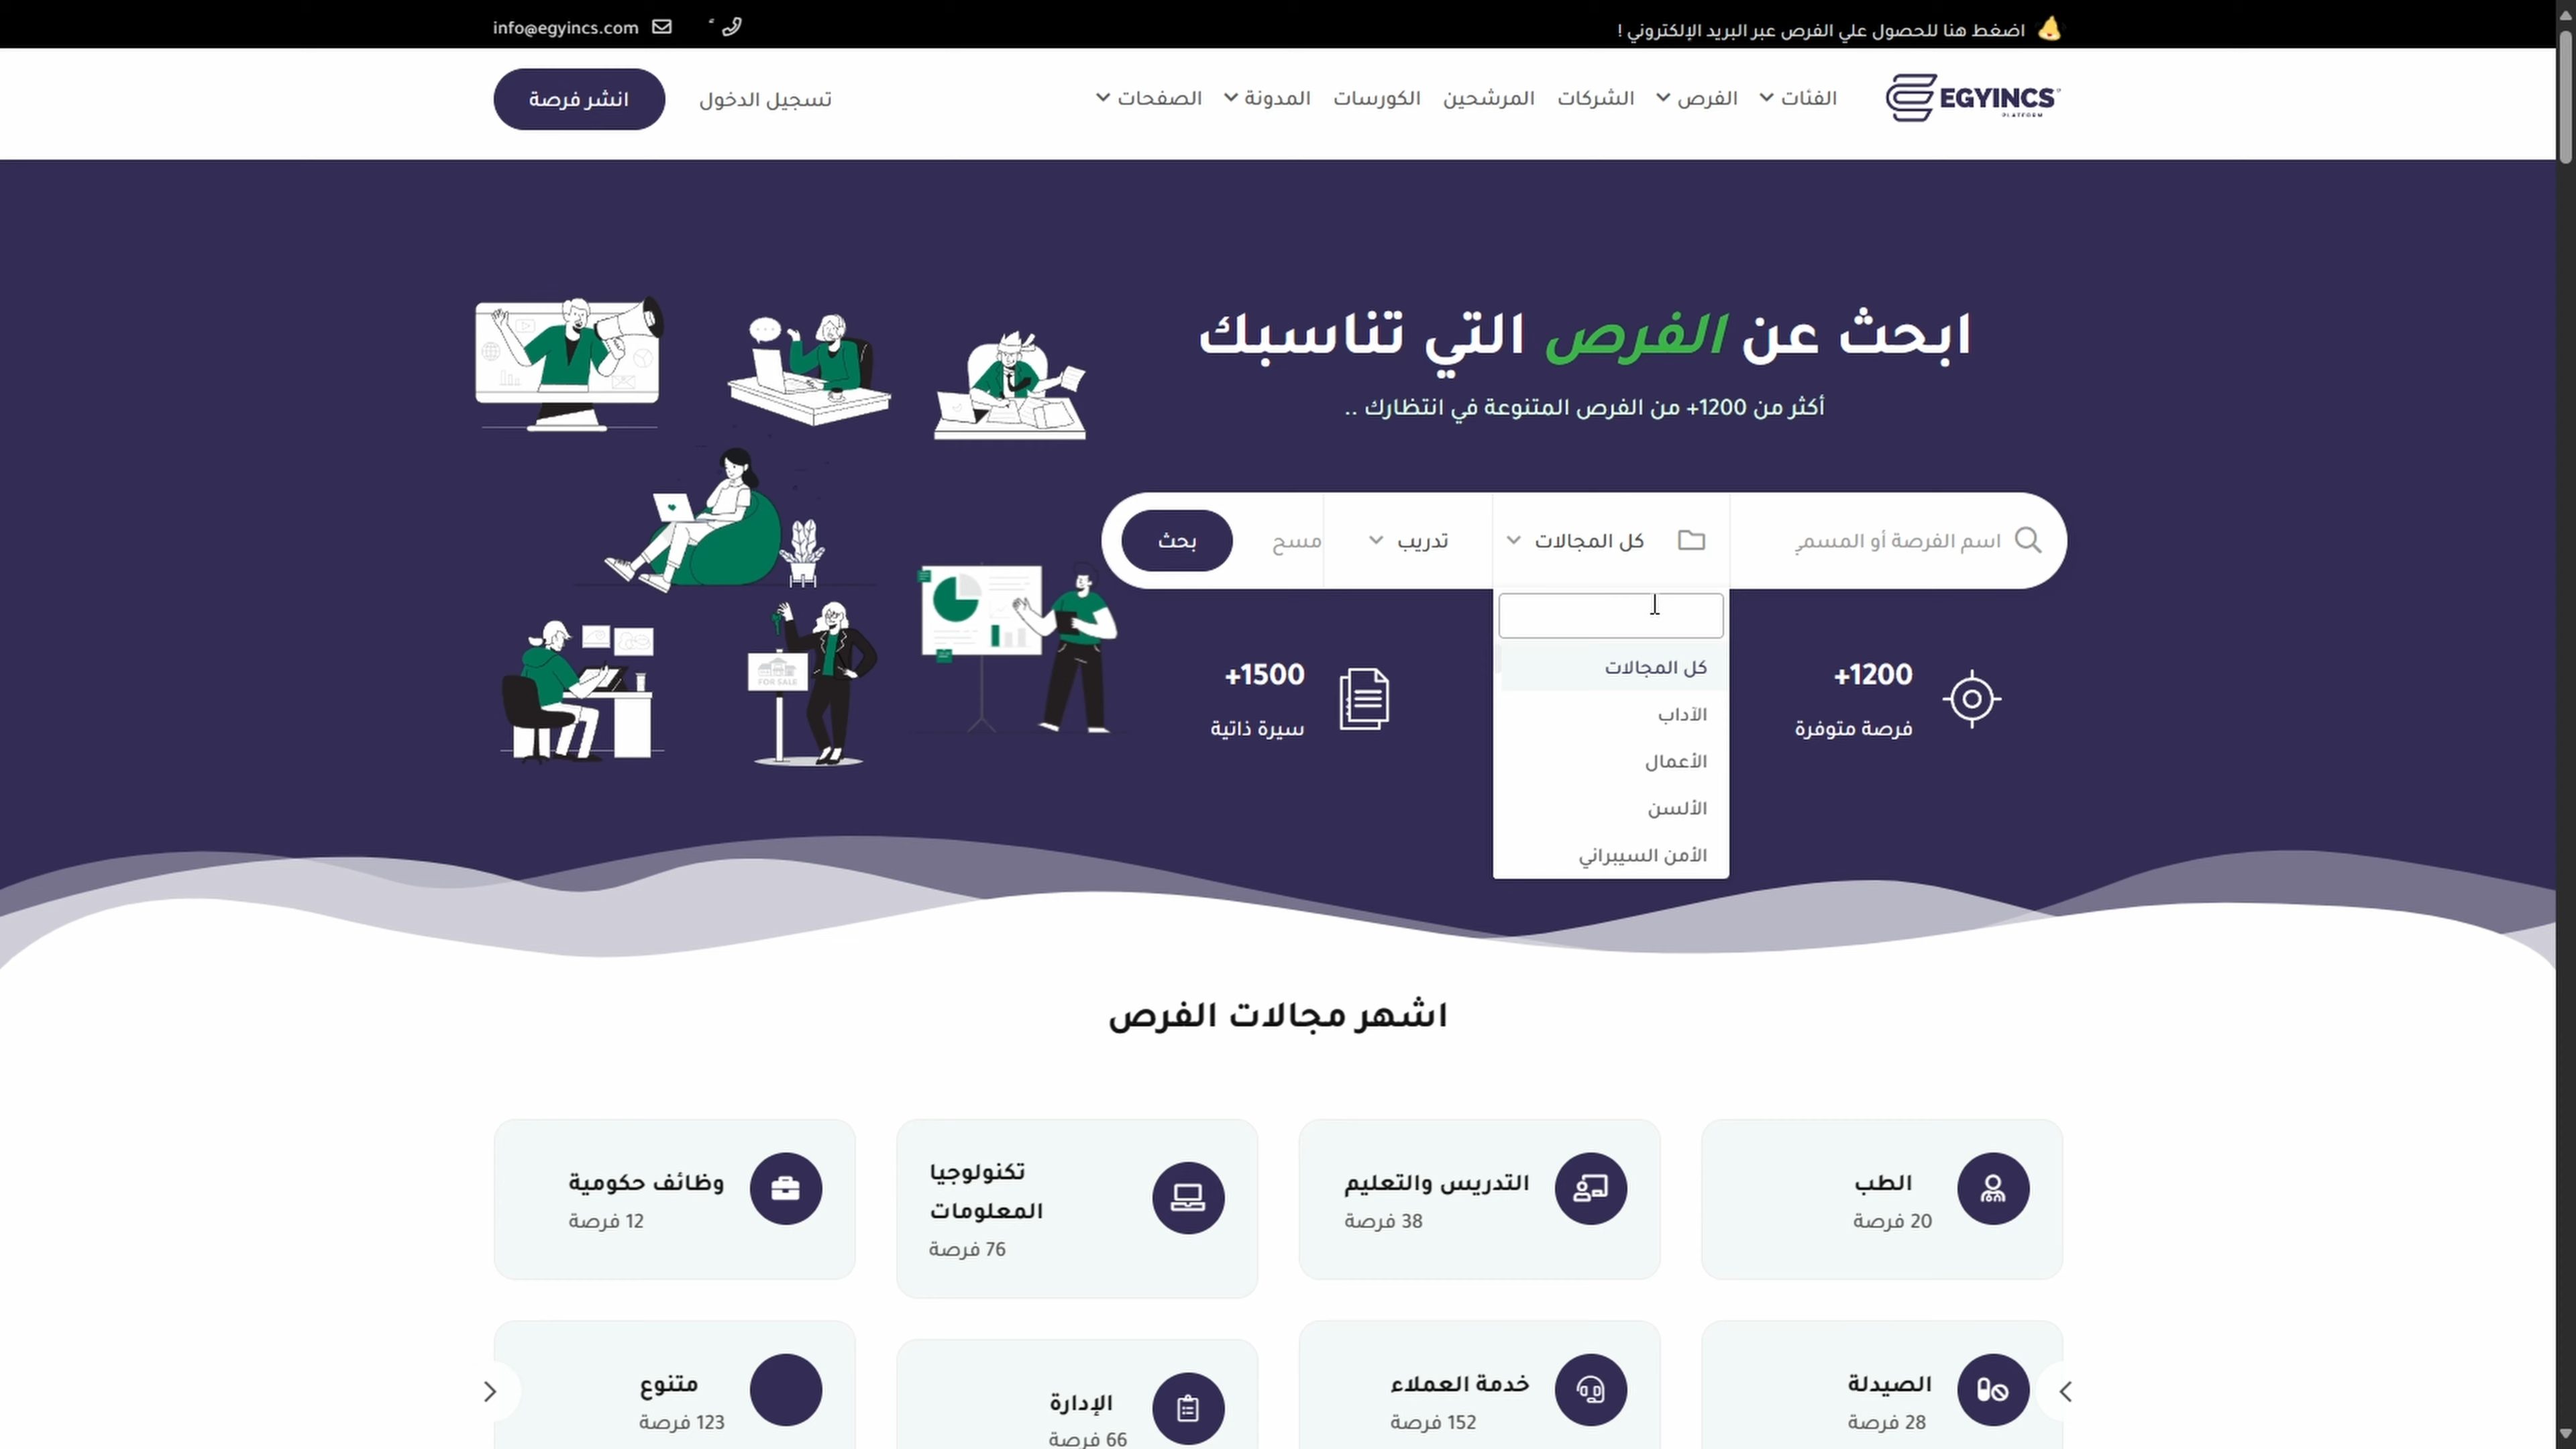 اضغط هنا للحصول علي الفرص عبر البريد الإلكتروني !
info@egyincs.com
EGYINCS
PLATFORM
الفئات
الفرص
الشركات
المرشحين
الكورسات
المدونة
الصفحات
تسجيل الدخول
انشر فرصة
ابحث عن الفرص التي تناسبك
أكثر من 1200+ من الفرص المتنوعة في انتظارك ..
اسم الفرصة أو المسمي
كل المجالات
تدريب
مسح
بحث
كل المجالات
الآداب
الأعمال
الألسن
الأمن السيبراني
+1200
فرصة متوفرة
+1500
سيرة ذاتية
FOR SALE
اشهر مجالات الفرص
الطب
20 فرصة
التدريس والتعليم
38 فرصة
تكنولوجيا
المعلومات
76 فرصة
وظائف حكومية
12 فرصة
الصيدلة
28 فرصة
خدمة العملاء
152 فرصة
الإدارة
66 فرصة
متنوع
123 فرصة